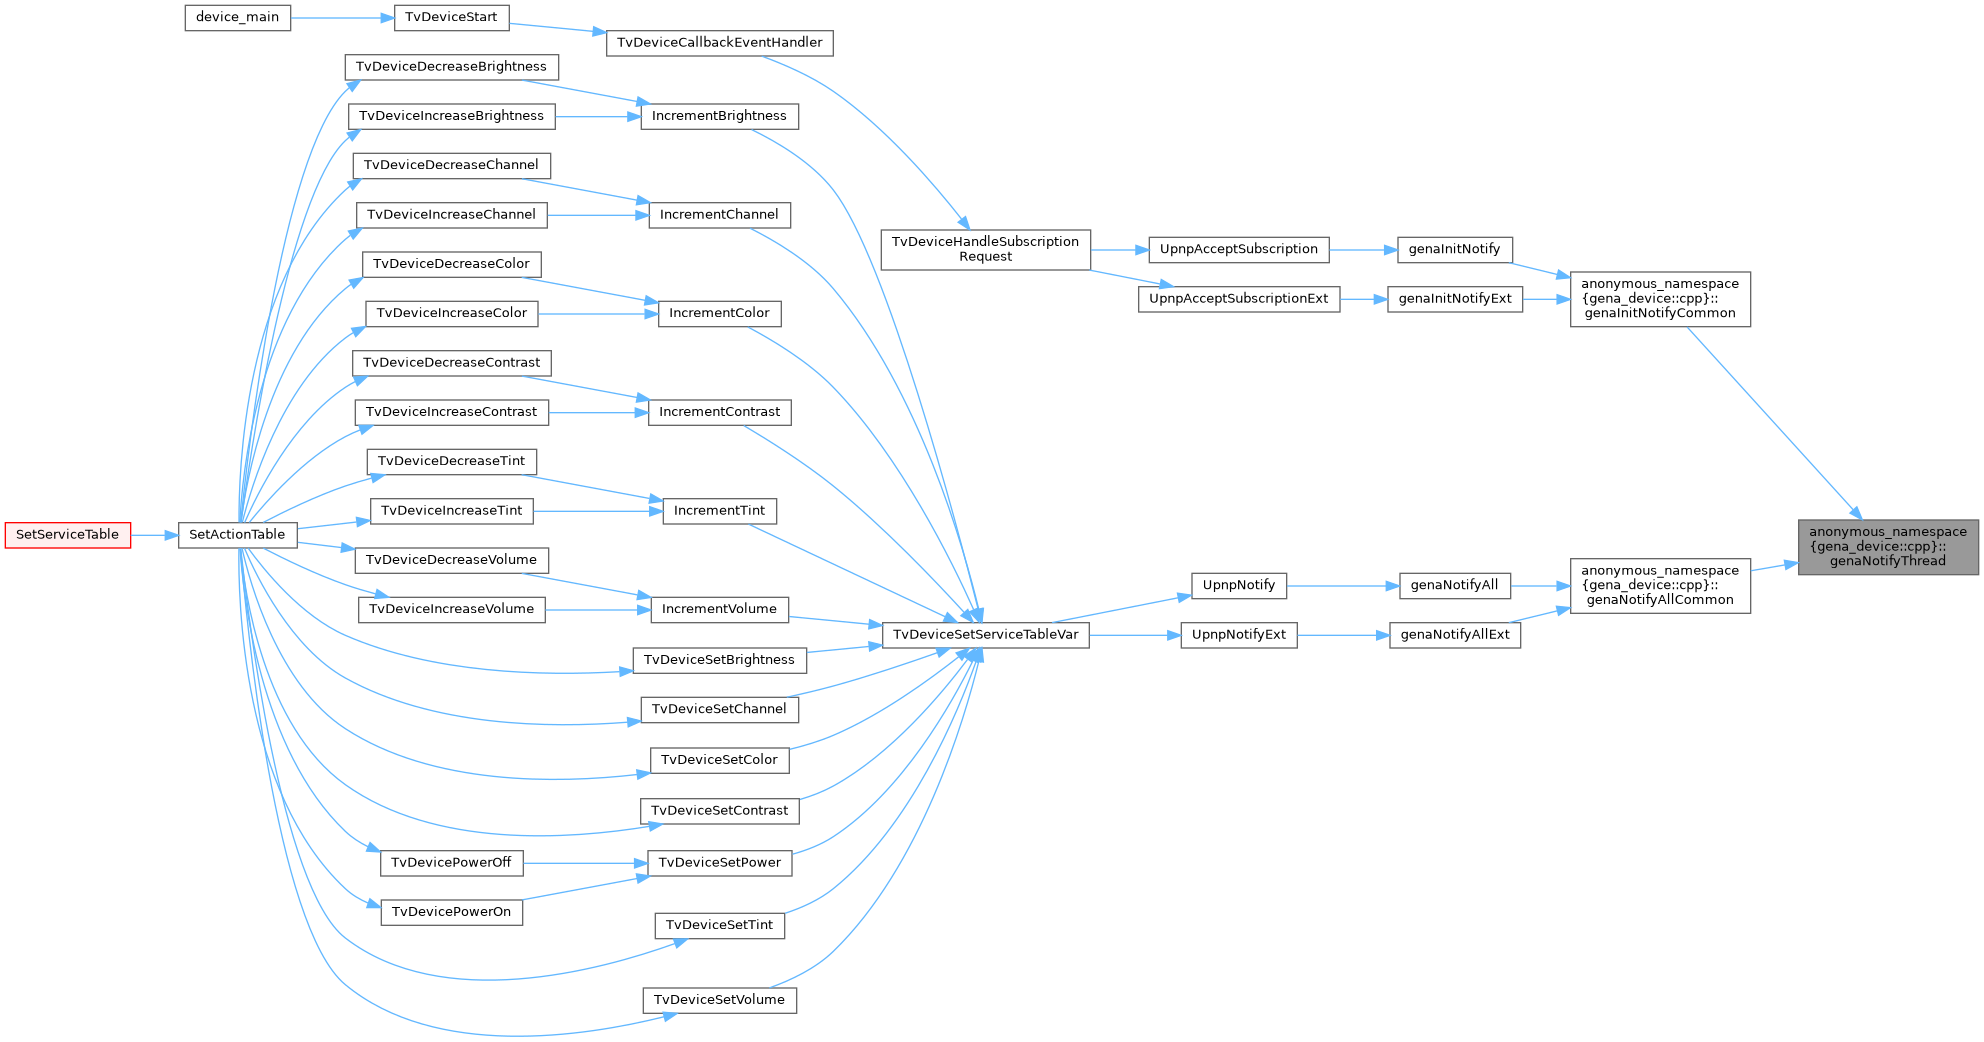 device_main
TvDeviceStart
TvDeviceCallbackEventHandler
TvDeviceDecreaseBrightness
TvDeviceIncreaseBrightness
IncrementBrightness
TvDeviceDecreaseChannel
TvDeviceIncreaseChannel
IncrementChannel
TvDeviceHandleSubscription
Request
UpnpAcceptSubscription
genaInitNotify
UpnpAcceptSubscriptionExt
genaInitNotifyExt
anonymous_namespace
{gena_device::cpp}::
genaInitNotifyCommon
TvDeviceDecreaseColor
TvDeviceIncreaseColor
IncrementColor
TvDeviceDecreaseContrast
TvDeviceIncreaseContrast
IncrementContrast
TvDeviceDecreaseTint
TvDeviceIncreaseTint
IncrementTint
SetServiceTable
SetActionTable
anonymous_namespace
{gena_device::cpp}::
genaNotifyThread
TvDeviceDecreaseVolume
TvDeviceIncreaseVolume
IncrementVolume
UpnpNotify
genaNotifyAll
anonymous_namespace
{gena_device::cpp}::
genaNotifyAllCommon
TvDeviceSetServiceTableVar
UpnpNotifyExt
genaNotifyAllExt
TvDeviceSetBrightness
TvDeviceSetChannel
TvDeviceSetColor
TvDeviceSetContrast
TvDevicePowerOff
TvDeviceSetPower
TvDevicePowerOn
TvDeviceSetTint
TvDeviceSetVolume